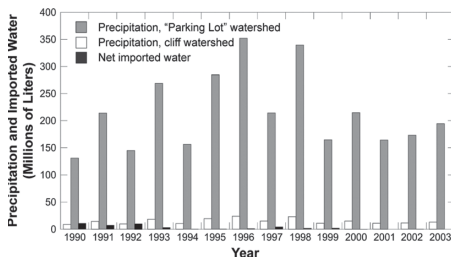 400
350
300
250
200
150
100
50
0
Precipitation and Imported Water
(Millions of Liters)
Precipitation, “Parking Lot” watershed
Precipitation, cliff watershed
Net imported water
1990 1991 1992 1993 1994 1995 1996 1997 1998 1999 2000 2001 2002 2003
Year